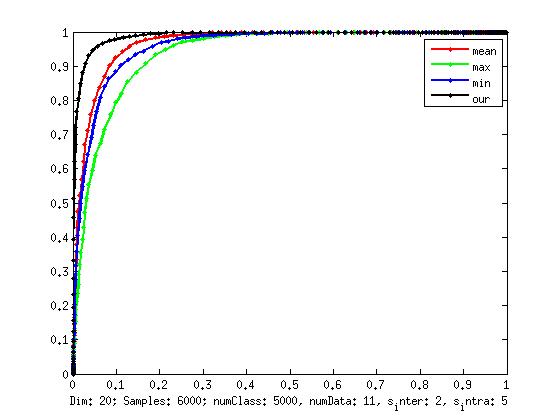 1
0.9
0.8
0.7
0.6
0.5
0.4
0.3
0.2
0.1
0
mean
max
min
our
0 0.1 0.2 0.3 0.4 0.5 0.6 0.7 0.8 0.9 1
Dim: 20; Samples: 6000; numClass: 5000, numData: 11, sinter: 2, sintra: 5